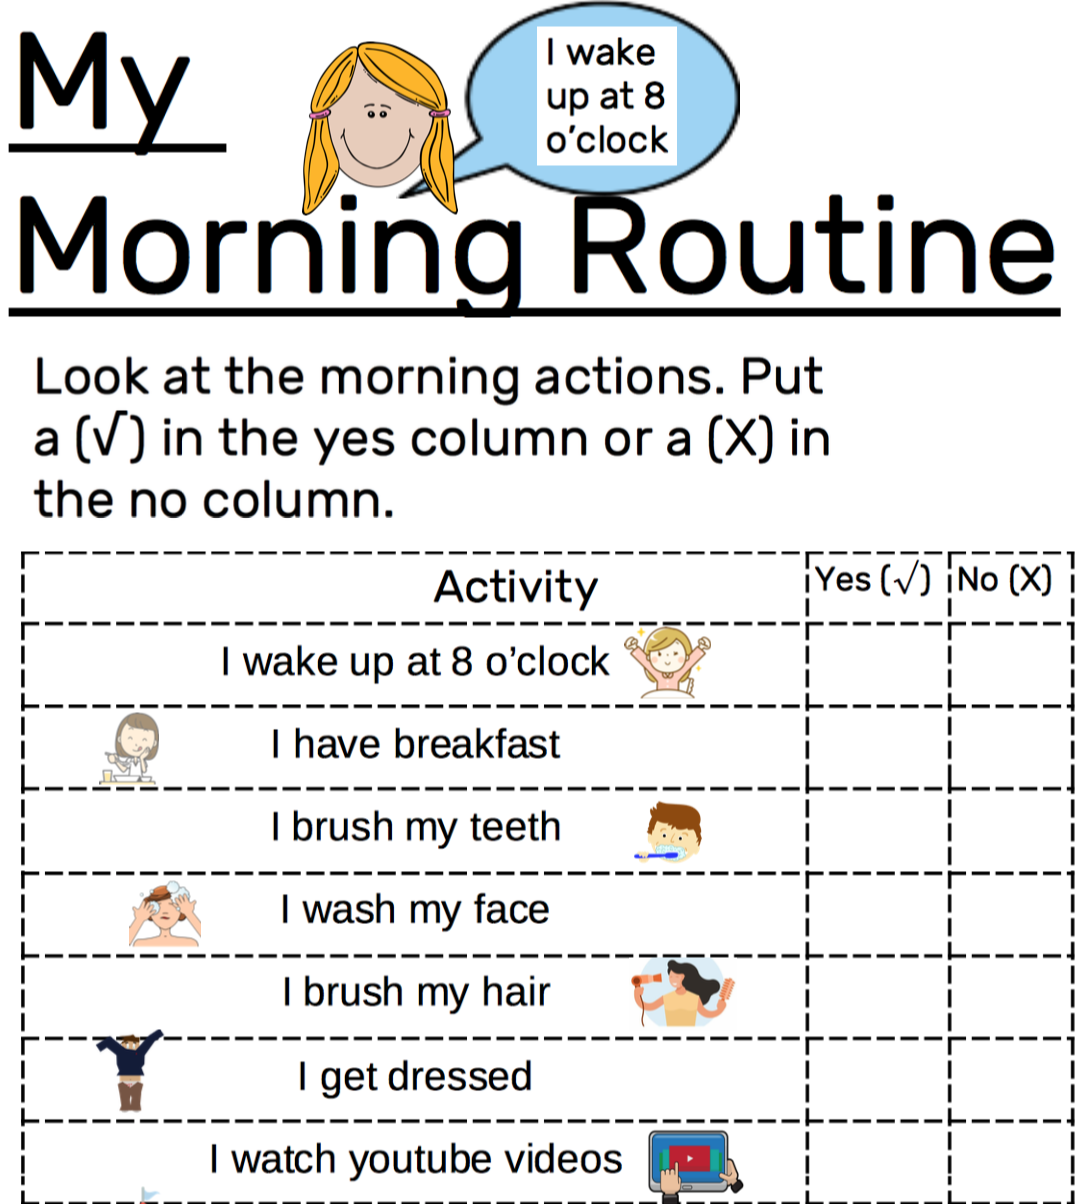 My
I wake
up at 8
o’clock
Morning Routine
Look at the morning actions. Put
a (√) in the yes column or a (X) in
the no column.
Activity Yes (√) No (X)
I wake up at 8 o’clock
I have breakfast
I brush my teeth
I wash my face
I brush my hair
I get dressed
I watch youtube videos